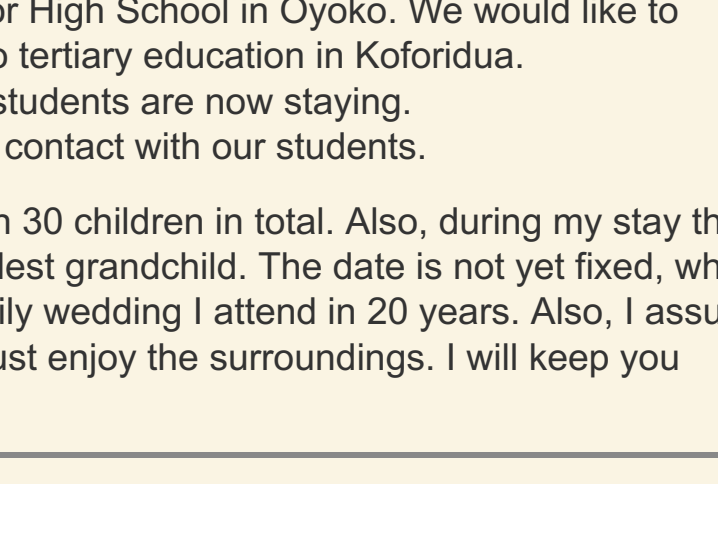 or High School in Oyoko. We would like to
tertiary education in Koforidua.
students are now staying.
contact with our students.
30 children in total. Also, during my stay th
lest grandchild. The date is not yet fixed, wh
ily wedding I attend in 20 years. Also, I assu
ust enjoy the surroundings. I will keep you